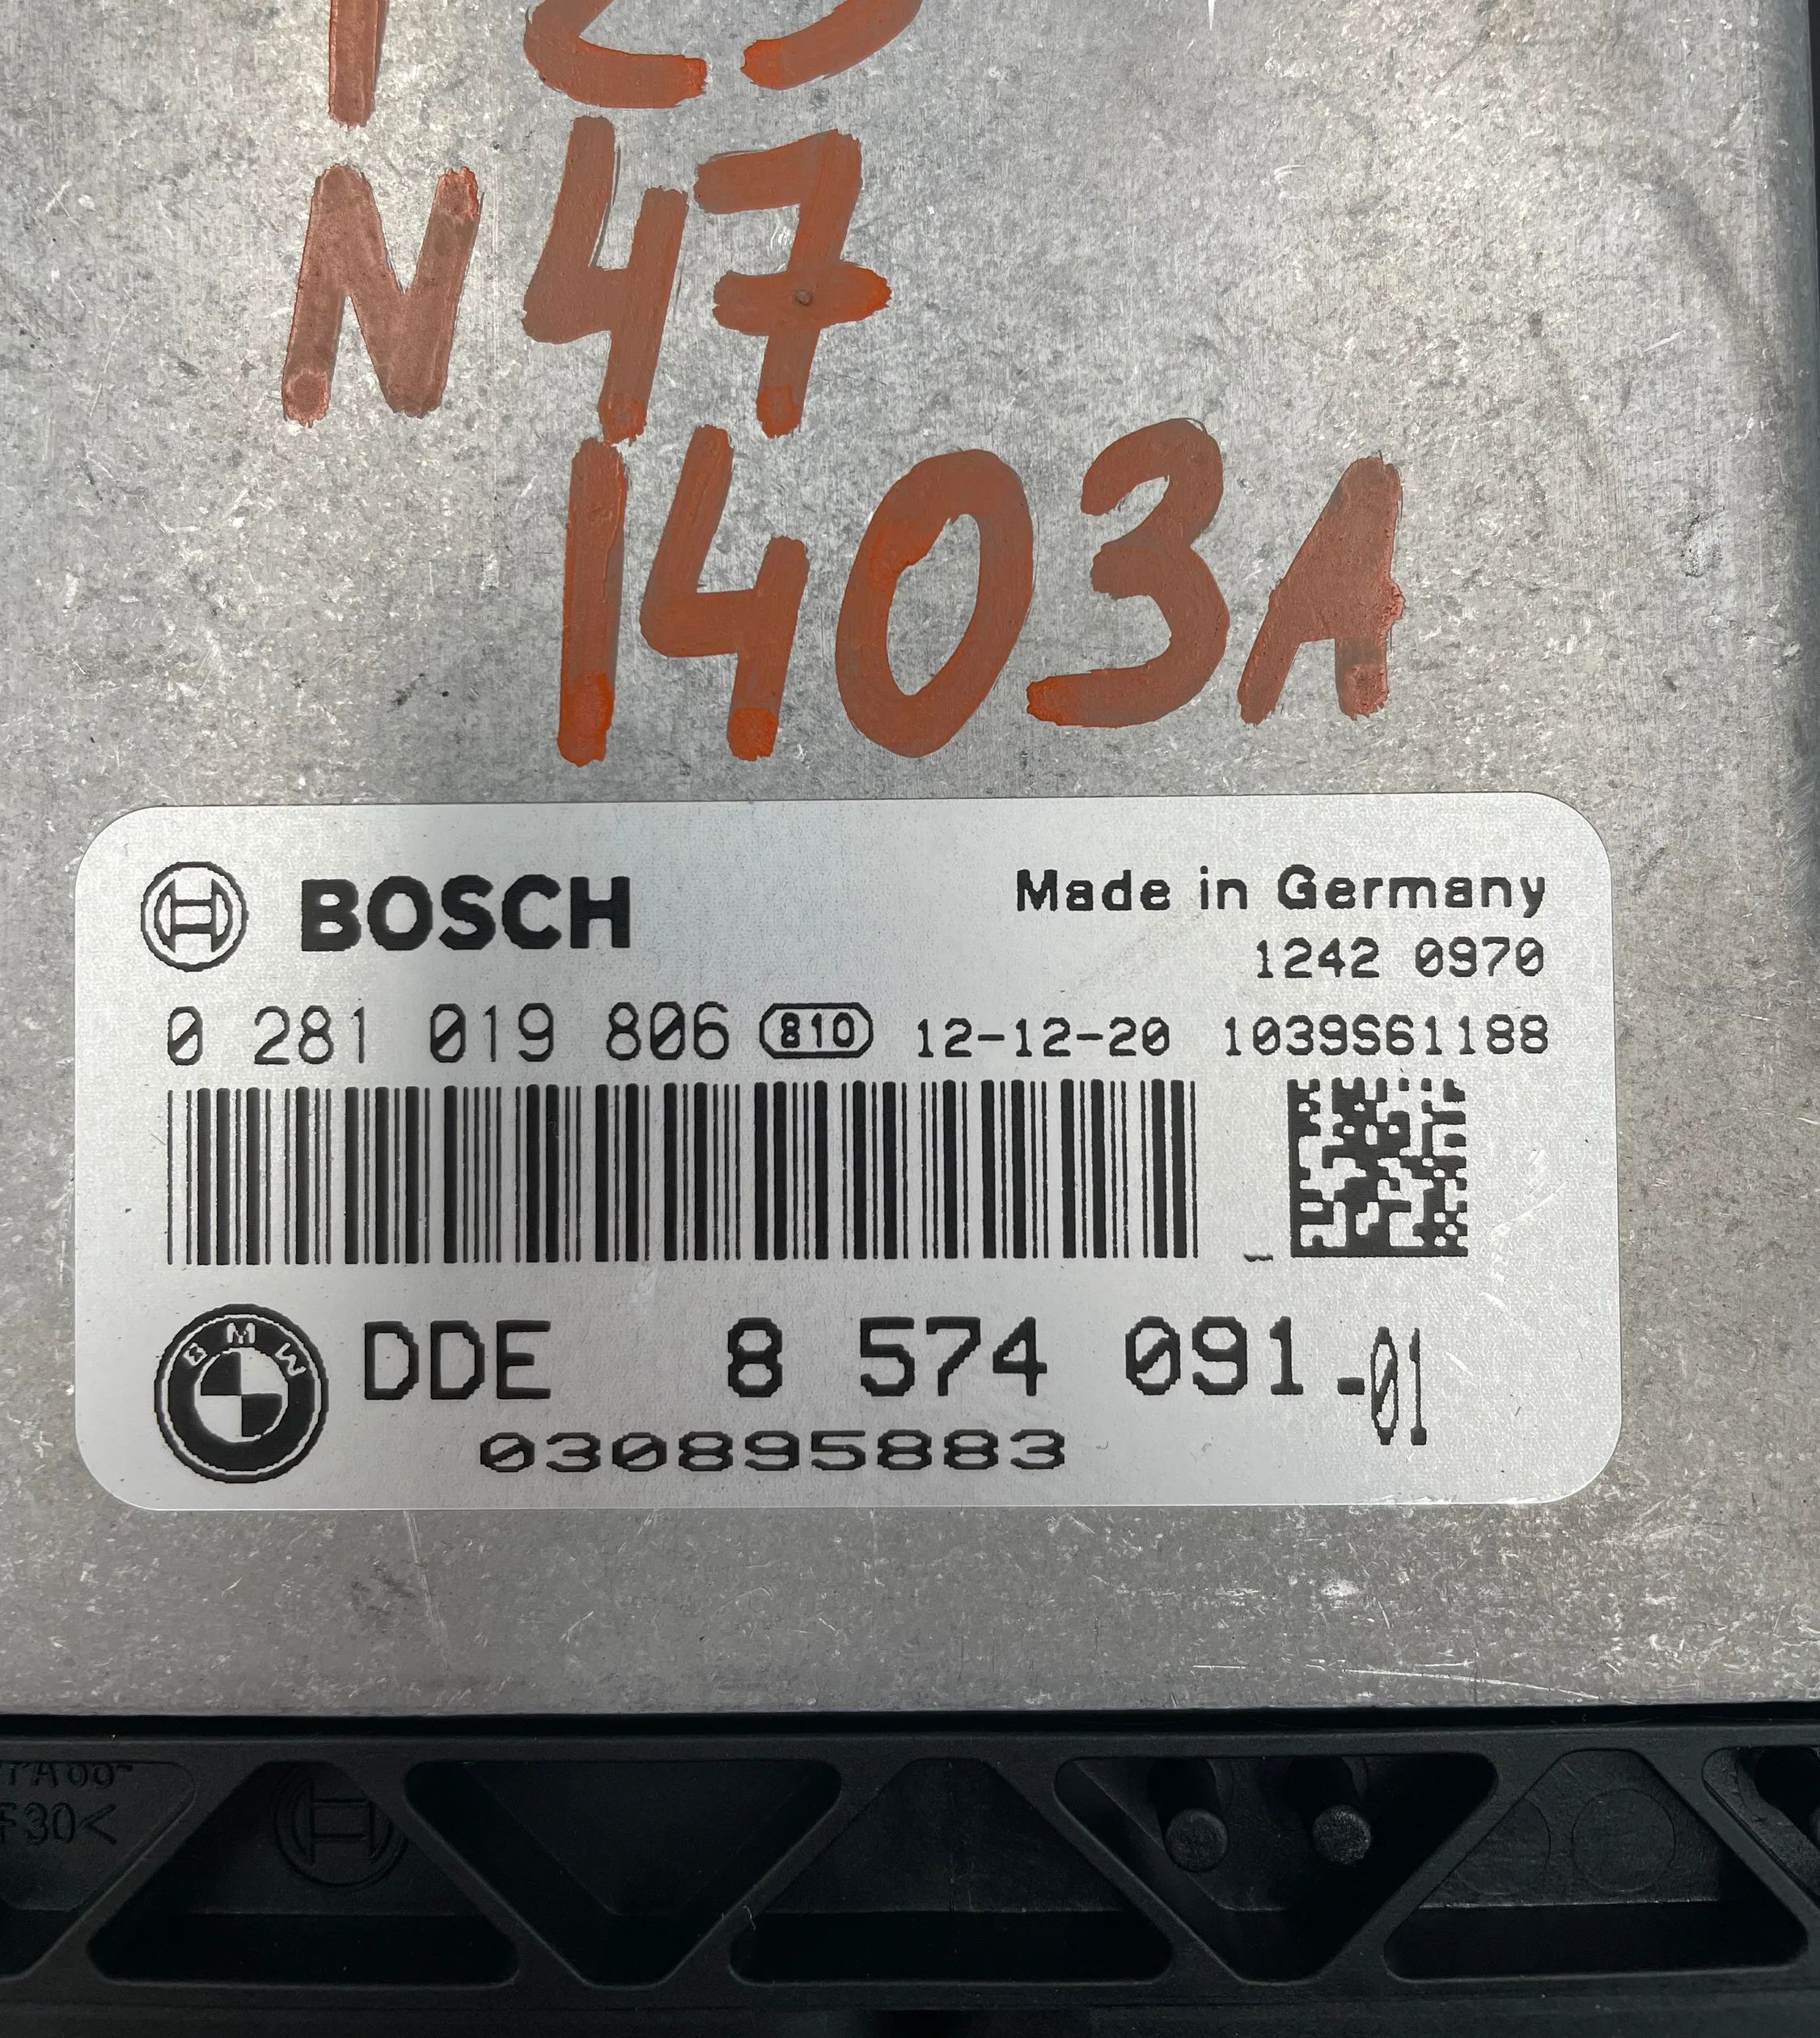 N47
1403A
BOSCH
Made in Germany
1242 0970
0 281 019 806 810 12-12-20 1039S61188
BMW
DDE 8 574 091-01
030895883
F30<